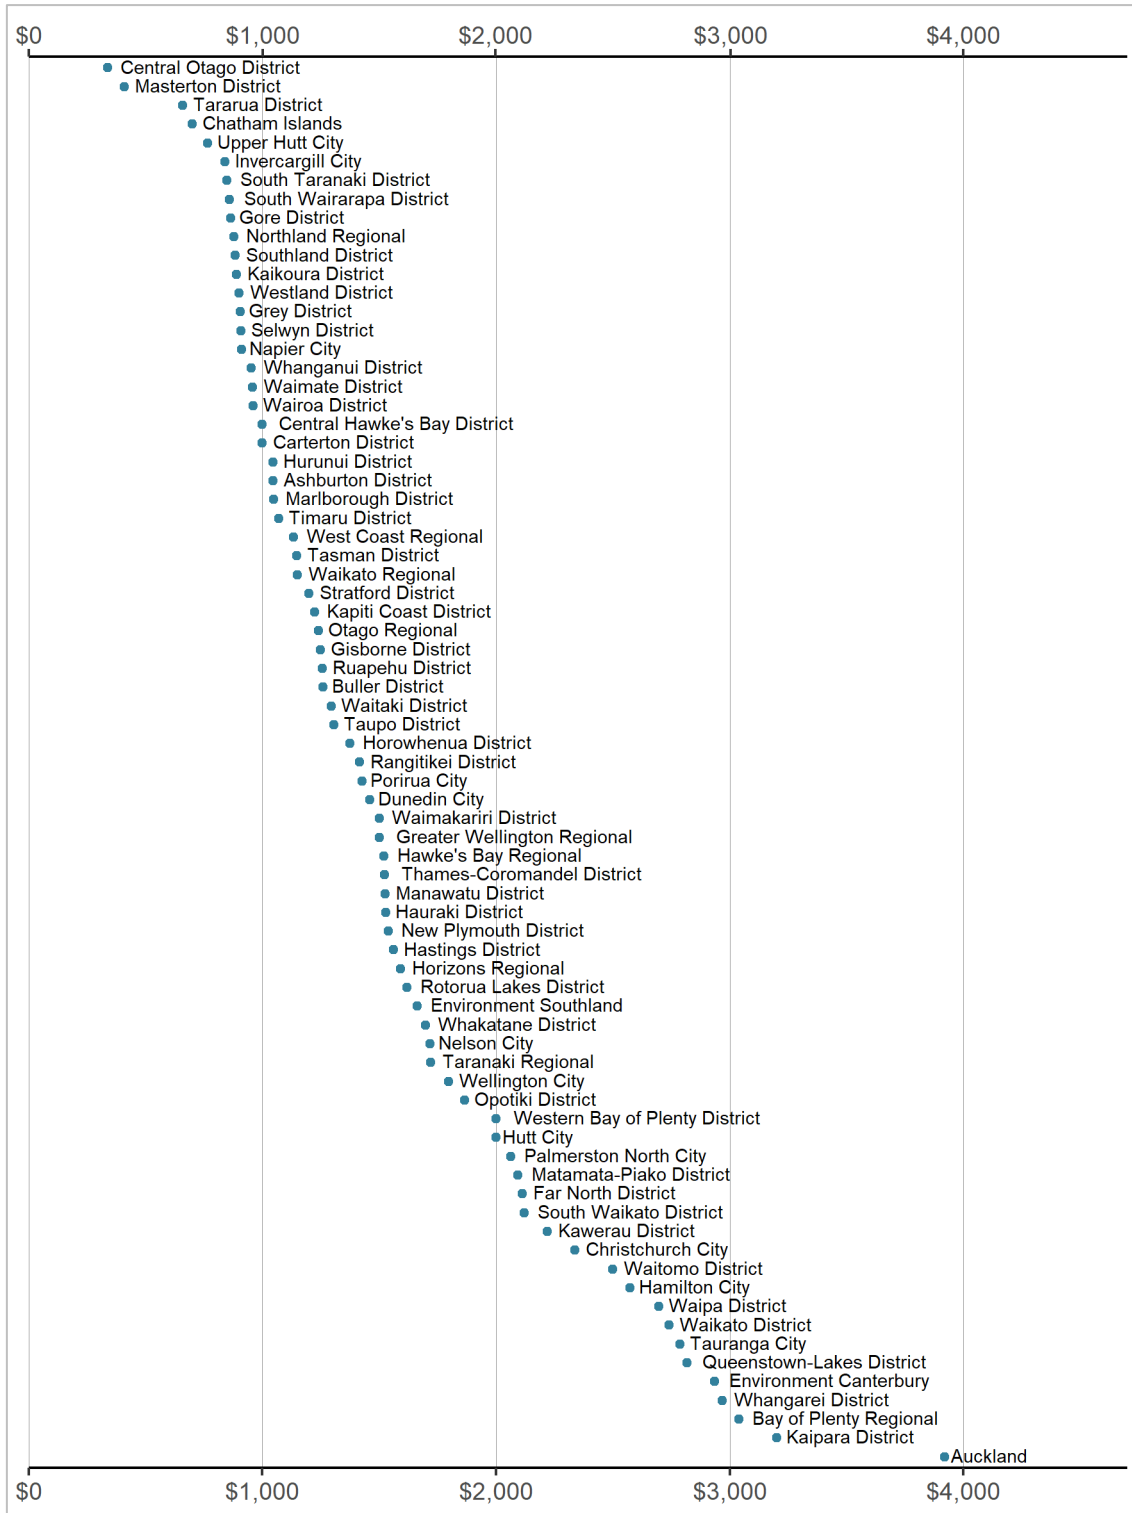 $0 $1,000 $2,000 $3,000 $4,000
Central Otago District
Masterton District
Tararua District
Chatham Islands
Upper Hutt City
Invercargill City
South Taranaki District
South Wairarapa District
Gore District
Northland Regional
Southland District
Kaikoura District
Westland District
Grey District
Selwyn District
Napier City
Whanganui District
Waimate District
Wairoa District
Central Hawke's Bay District
Carterton District
Hurunui District
Ashburton District
Marlborough District
Timaru District
West Coast Regional
Tasman District
Waikato Regional
Stratford District
Kapiti Coast District
Otago Regional
Gisborne District
Ruapehu District
Buller District
Waitaki District
Taupo District
Horowhenua District
Rangitikei District
Porirua City
Dunedin City
Waimakariri District
Greater Wellington Regional
Hawke's Bay Regional
Thames-Coromandel District
Manawatu District
Hauraki District
New Plymouth District
Hastings District
Horizons Regional
Rotorua Lakes District
Environment Southland
Whakatane District
Nelson City
Taranaki Regional
Wellington City
Opotiki District
Western Bay of Plenty District
Hutt City
Palmerston North City
Matamata-Piako District
Far North District
South Waikato District
Kawerau District
Christchurch City
Waitomo District
Hamilton City
Waipa District
Waikato District
Tauranga City
Queenstown-Lakes District
Environment Canterbury
Whangarei District
Bay of Plenty Regional
Kaipara District
Auckland
$0 $1,000 $2,000 $3,000 $4,000